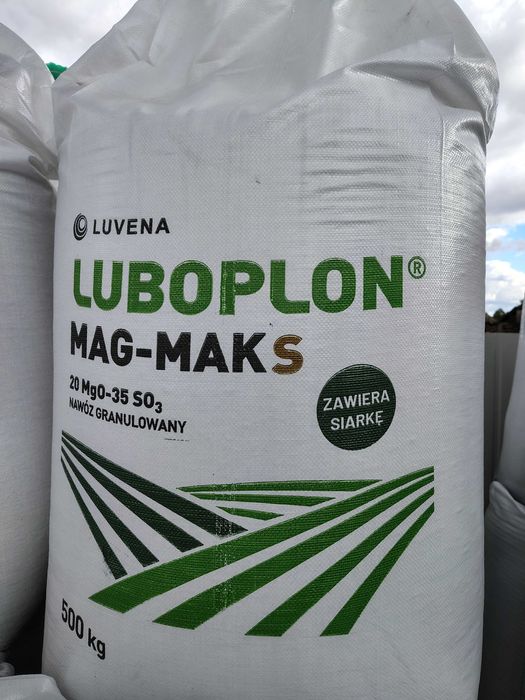 LUVENA
LUBOPLON®
MAG-MAKS
20 MgO-35 SO₃
NAWÓZ GRANULOWANY
ZAWIERA
SIARKĘ
500 kg